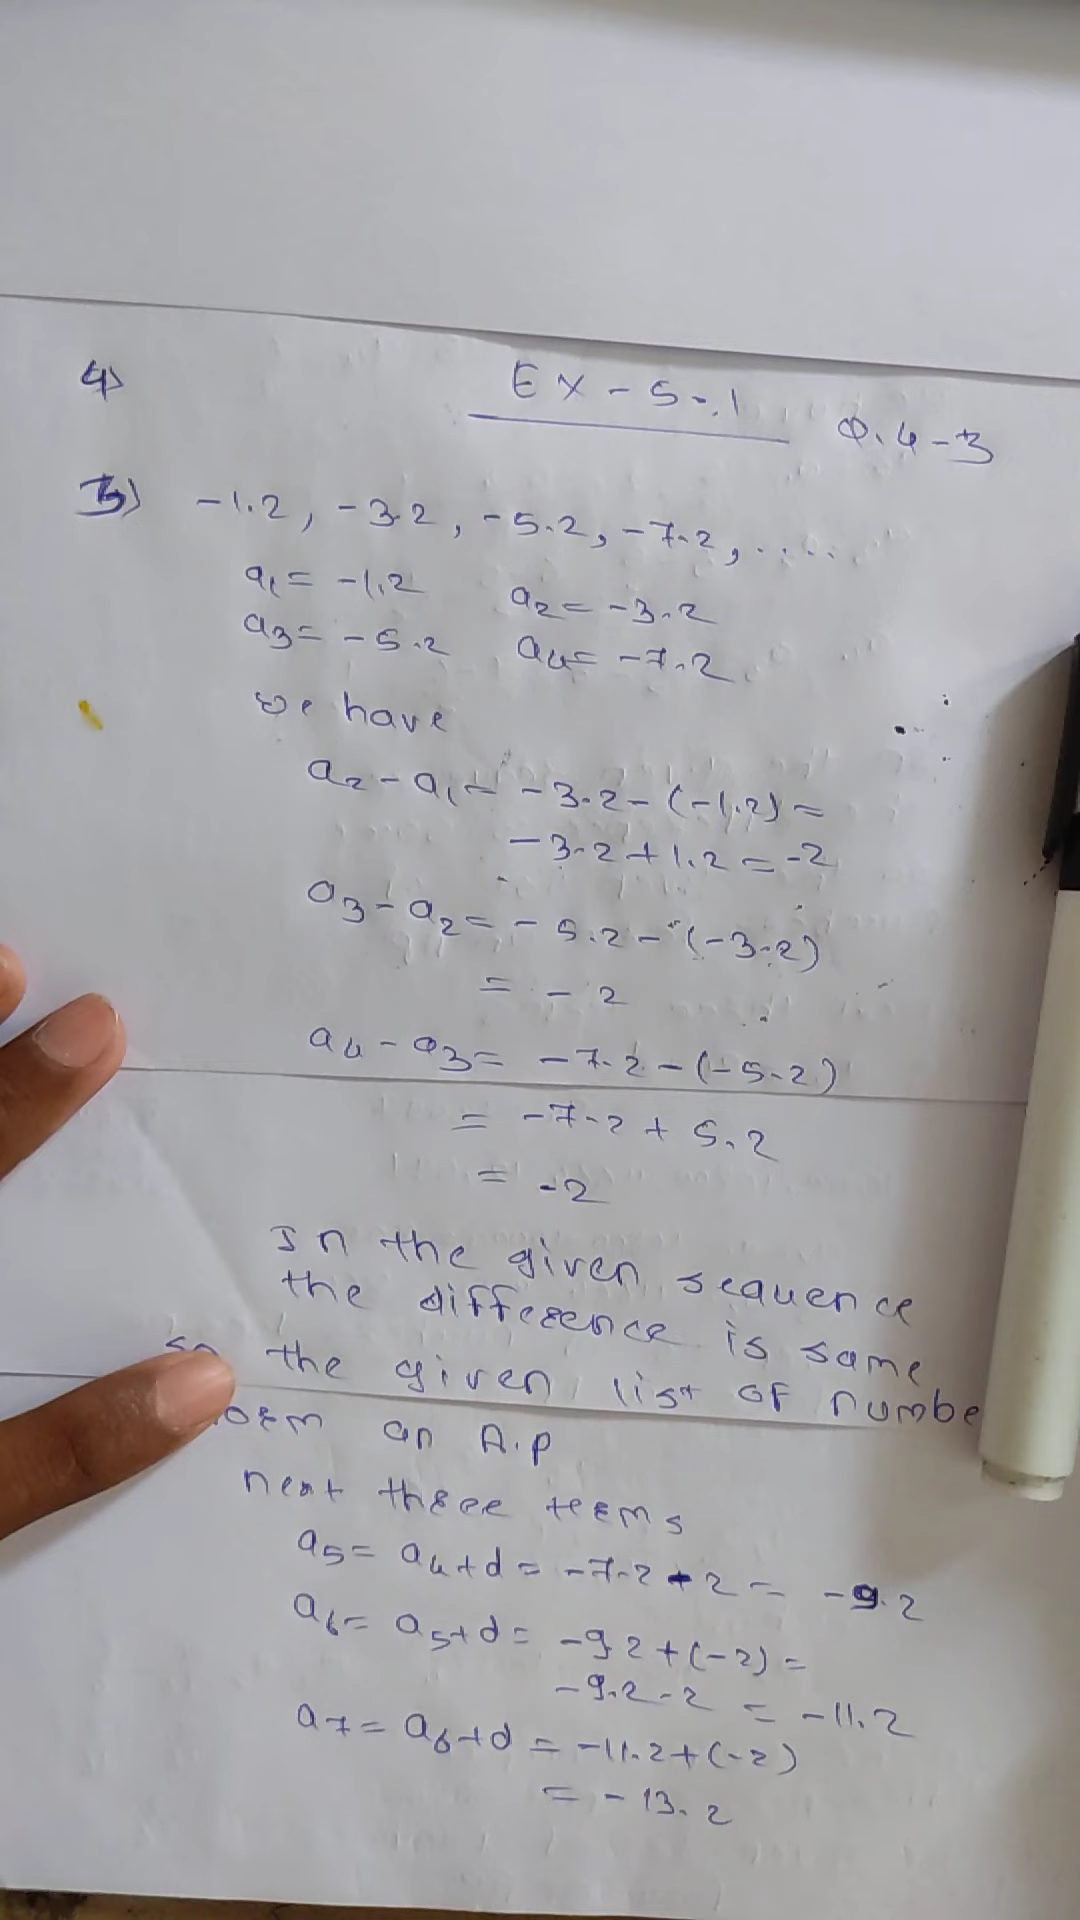 4)
Ex - 5.1
Q.4-3
3) -1.2, -3.2, -5.2, -7.2, .....
a1 = -1.2 a2 = -3.2
a3 = -5.2 a4 = -7.2
we have
a2 - a1 = -3.2 - (-1.2) =
-3.2 + 1.2 = -2
a3 - a2 = -5.2 - (-3.2)
= -2
a4 - a3 = -7.2 - (-5.2)
= -7.2 + 5.2
= -2
In the given sequence
the difference is same
so the given list of numbe
form an A.P
next three terms
a5 = a4 + d = -7.2 - 2 = -9.2
a6 = a5 + d = -9.2 + (-2) =
-9.2 - 2 = -11.2
a7 = a6 + d = -11.2 + (-2)
= -13.2